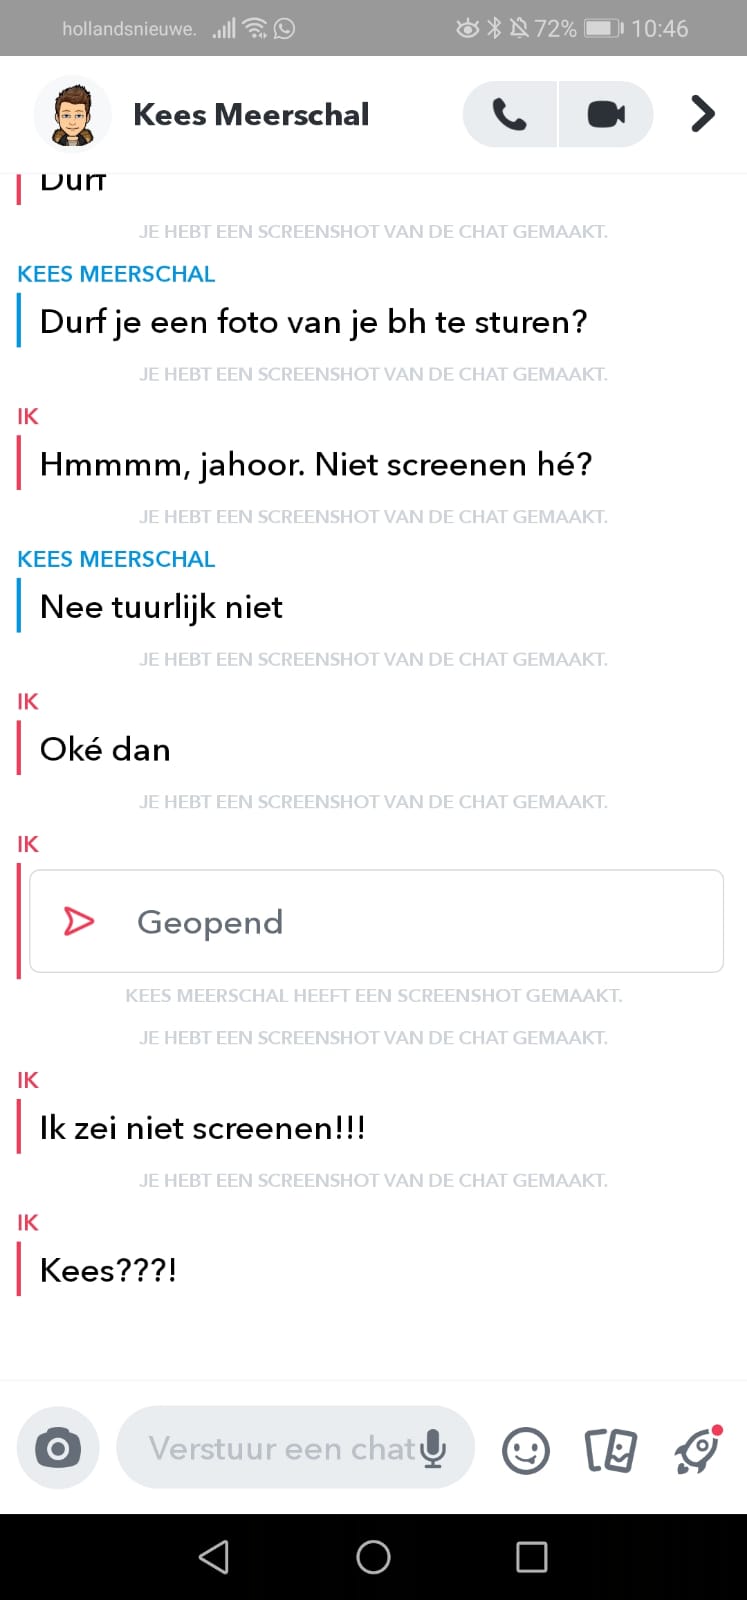 hollandsnieuwe. 72% 10:46
Kees Meerschal
Durf
JE HEBT EEN SCREENSHOT VAN DE CHAT GEMAAKT.
KEES MEERSCHAL
Durf je een foto van je bh te sturen?
JE HEBT EEN SCREENSHOT VAN DE CHAT GEMAAKT.
IK
Hmmmm, jahoor. Niet screenen hé?
JE HEBT EEN SCREENSHOT VAN DE CHAT GEMAAKT.
KEES MEERSCHAL
Nee tuurlijk niet
JE HEBT EEN SCREENSHOT VAN DE CHAT GEMAAKT.
IK
Oké dan
JE HEBT EEN SCREENSHOT VAN DE CHAT GEMAAKT.
IK
Geopend
KEES MEERSCHAL HEEFT EEN SCREENSHOT GEMAAKT.
JE HEBT EEN SCREENSHOT VAN DE CHAT GEMAAKT.
IK
Ik zei niet screenen!!!
JE HEBT EEN SCREENSHOT VAN DE CHAT GEMAAKT.
IK
Kees???!
Verstuur een chat